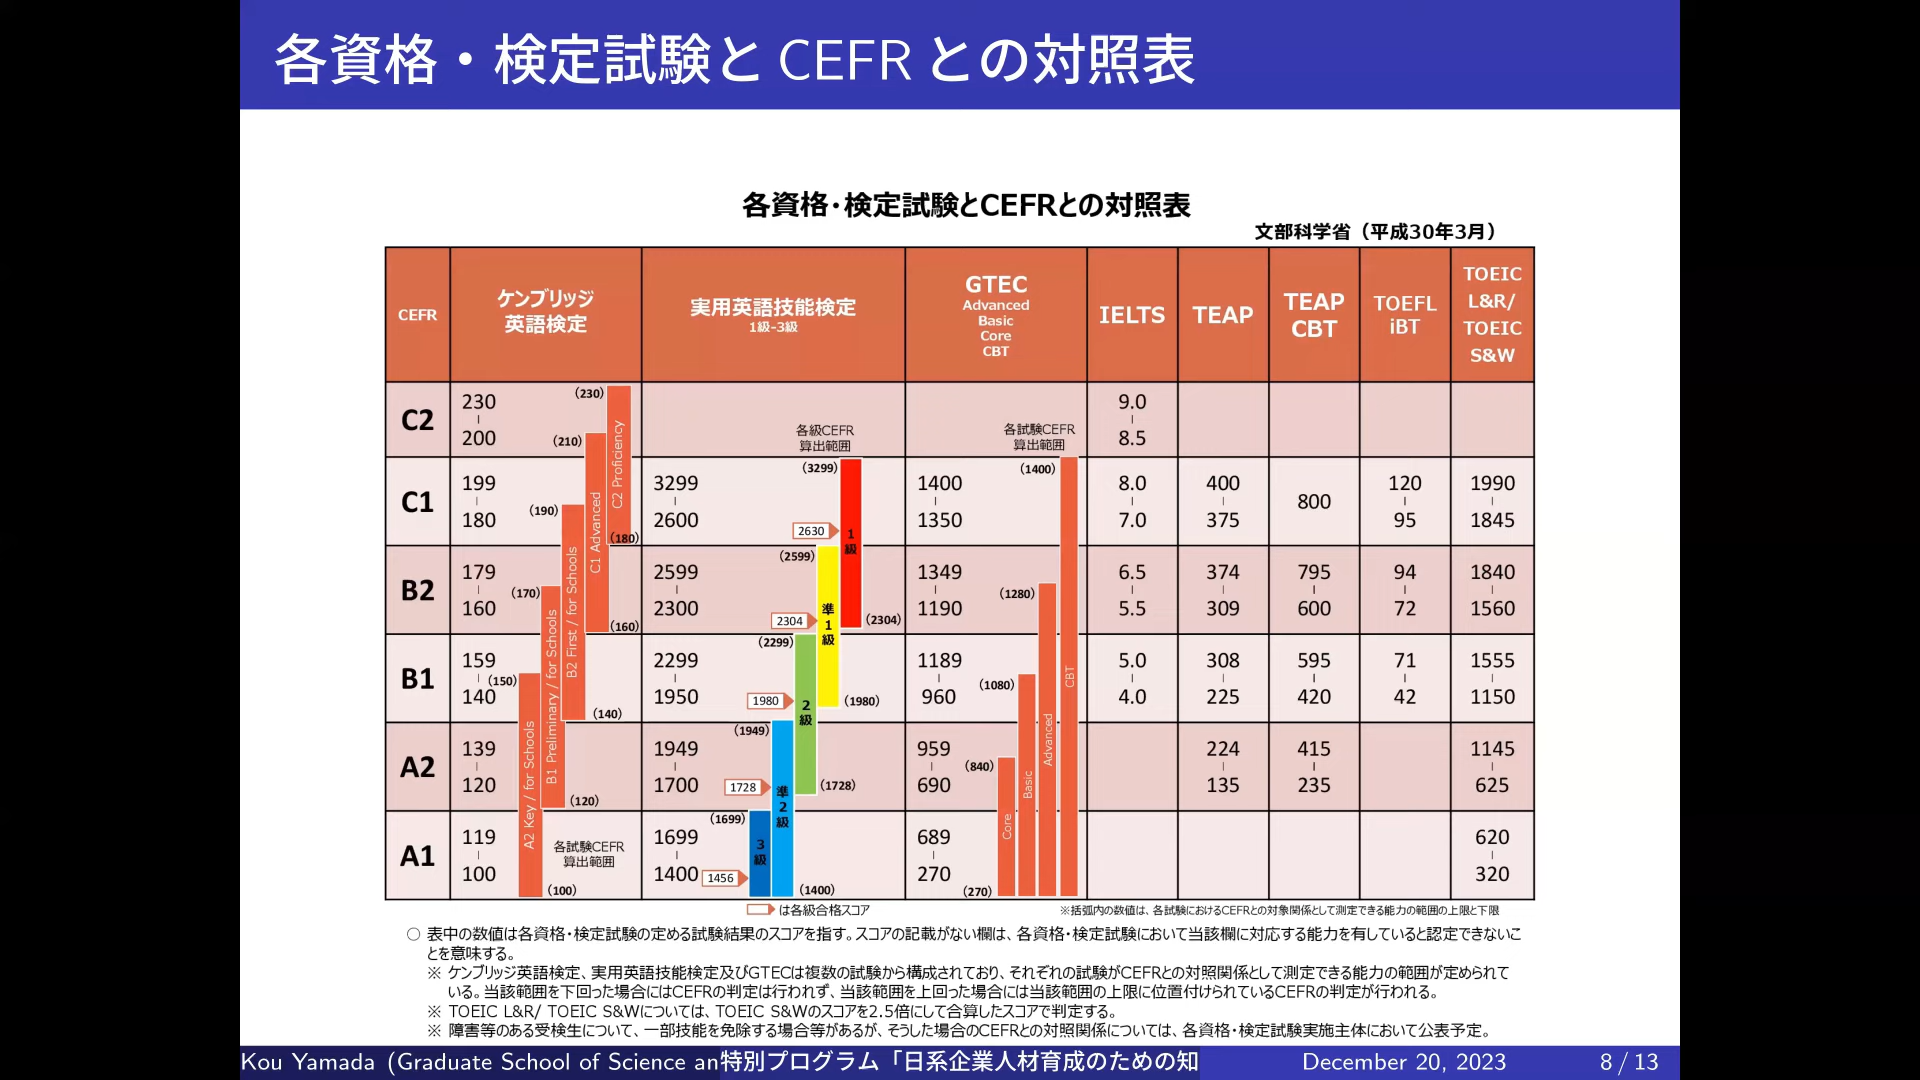 各資格・検定試験と CEFR との対照表
各資格・検定試験とCEFRとの対照表
文部科学省（平成30年3月）
CEFR
ケンブリッジ
英語検定
実用英語技能検定
1級-3級
GTEC
Advanced
Basic
Core
CBT
IELTS
TEAP
TEAP
CBT
TOEFL
iBT
TOEIC
L&R/
TOEIC
S&W
C2
230
200
(230)
(210)
C2 Proficiency
各級CEFR
算出範囲
各試験CEFR
算出範囲
9.0
8.5
C1
199
180
(190)
(180)
C1 Advanced
3299
2600
(3299)
2630
1級
1400
1350
(1400)
8.0
7.0
400
375
800
120
95
1990
1845
B2
179
160
(170)
(160)
B2 First / for Schools
2599
2300
(2599)
2304
準1級
(2304)
1349
1190
(1280)
6.5
5.5
374
309
795
600
94
72
1840
1560
B1
159
140
(150)
(140)
B1 Preliminary / for Schools
2299
1950
(2299)
1980
2級
(1980)
1189
960
(1080)
CBT
5.0
4.0
308
225
595
420
71
42
1555
1150
A2
139
120
(120)
A2 Key / for Schools
1949
1700
(1949)
1728
準2級
(1728)
959
690
(840)
Basic
Advanced
224
135
415
235
1145
625
A1
119
100
各試験CEFR
算出範囲
(100)
1699
1400
(1699)
1456
3級
(1400)
689
270
(270)
Core
620
320
は各級合格スコア
※括弧内の数値は、各試験におけるCEFRとの対象関係として測定できる能力の範囲の上限と下限
○ 表中の数値は各資格・検定試験の定める試験結果のスコアを指す。スコアの記載がない欄は、各資格・検定試験において当該欄に対応する能力を有していると認定できないこ
とを意味する。
※ ケンブリッジ英語検定、実用英語技能検定及びGTECは複数の試験から構成されており、それぞれの試験がCEFRとの対照関係として測定できる能力の範囲が定められて
いる。当該範囲を下回った場合にはCEFRの判定は行われず、当該範囲を上回った場合には当該範囲の上限に位置付けられているCEFRの判定が行われる。
※ TOEIC L&R/ TOEIC S&Wについては、TOEIC S&Wのスコアを2.5倍にして合算したスコアで判定する。
※ 障害等のある受検生について、一部技能を免除する場合等があるが、そうした場合のCEFRとの対照関係については、各資格・検定試験実施主体において公表予定。
Kou Yamada (Graduate School of Science an特別プログラム「日系企業人材育成のための知 December 20, 2023 8 / 13